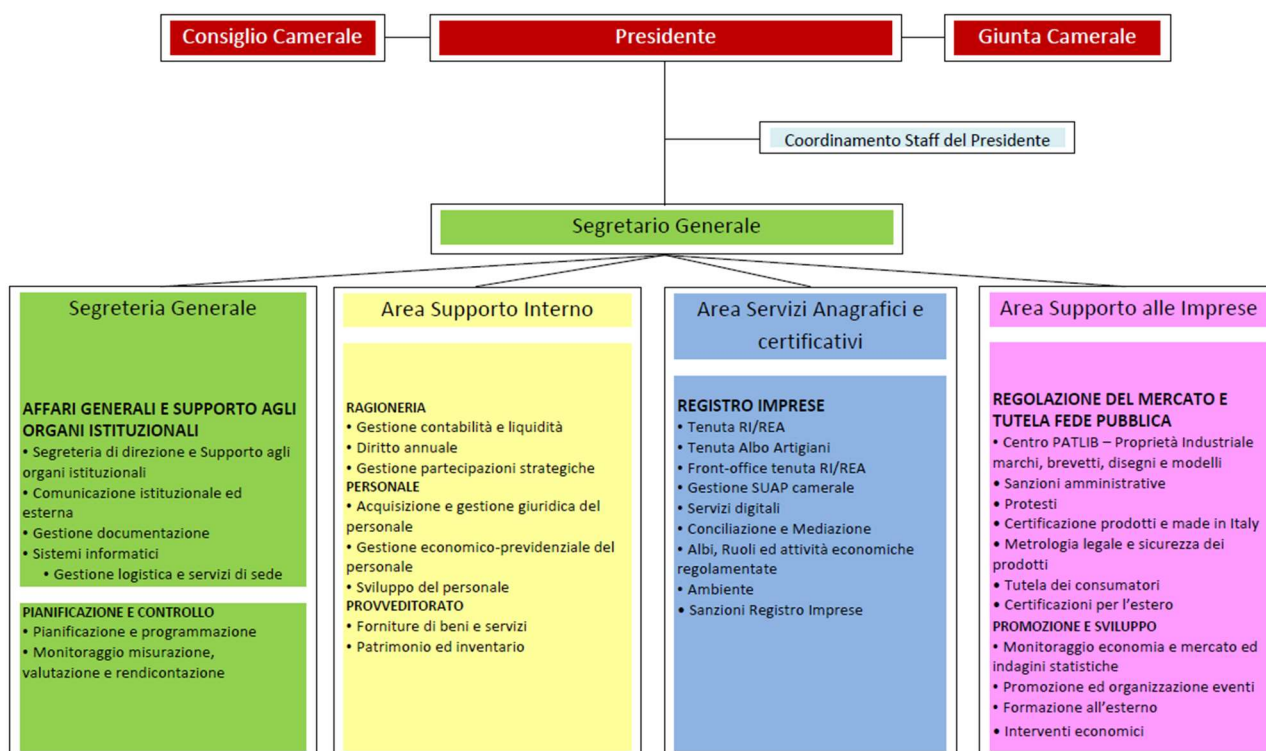 Consiglio Camerale
Presidente
Giunta Camerale
Coordinamento Staff del Presidente
Segretario Generale
Segreteria Generale
AFFARI GENERALI E SUPPORTO AGLI
ORGANI ISTITUZIONALI
• Segreteria di direzione e Supporto agli
organi istituzionali
• Comunicazione istituzionale ed
esterna
• Gestione documentazione
• Sistemi informatici
• Gestione logistica e servizi di sede
PIANIFICAZIONE E CONTROLLO
• Pianificazione e programmazione
• Monitoraggio misurazione,
valutazione e rendicontazione
Area Supporto Interno
RAGIONERIA
• Gestione contabilità e liquidità
• Diritto annuale
• Gestione partecipazioni strategiche
PERSONALE
• Acquisizione e gestione giuridica del
personale
• Gestione economico-previdenziale del
personale
• Sviluppo del personale
PROVVEDITORATO
• Forniture di beni e servizi
• Patrimonio ed inventario
Area Servizi Anagrafici e
certificativi
REGISTRO IMPRESE
• Tenuta RI/REA
• Tenuta Albo Artigiani
• Front-office tenuta RI/REA
• Gestione SUAP camerale
• Servizi digitali
• Conciliazione e Mediazione
• Albi, Ruoli ed attività economiche
regolamentate
• Ambiente
• Sanzioni Registro Imprese
Area Supporto alle Imprese
REGOLAZIONE DEL MERCATO E
TUTELA FEDE PUBBLICA
• Centro PATLIB – Proprietà Industriale
marchi, brevetti, disegni e modelli
• Sanzioni amministrative
• Protesti
• Certificazione prodotti e made in Italy
• Metrologia legale e sicurezza dei
prodotti
• Tutela dei consumatori
• Certificazioni per l'estero
PROMOZIONE E SVILUPPO
• Monitoraggio economia e mercato ed
indagini statistiche
• Promozione ed organizzazione eventi
• Formazione all'esterno
• Interventi economici